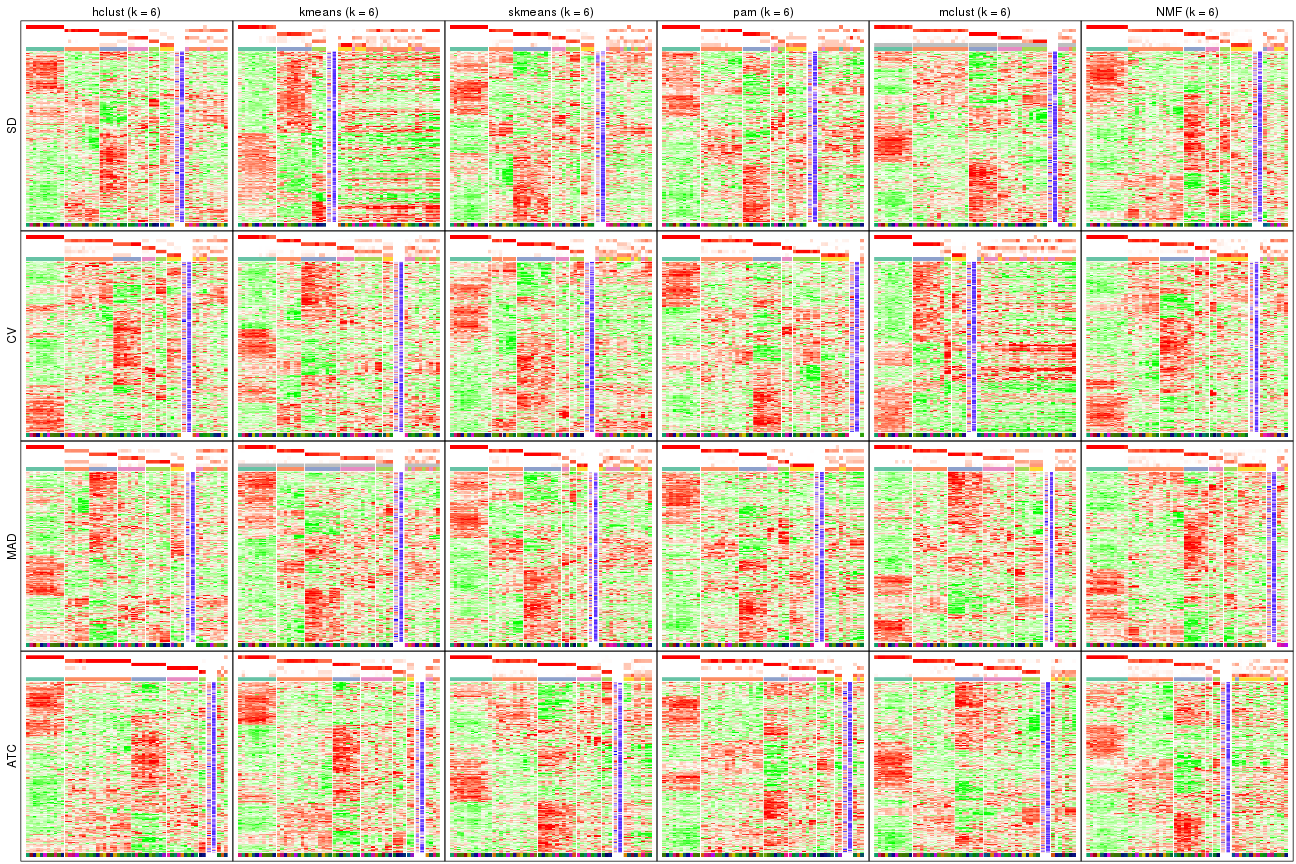 hclust (k = 6)
kmeans (k = 6)
skmeans (k = 6)
pam (k = 6)
mclust (k = 6)
NMF (k = 6)
SD
CV
MAD
ATC